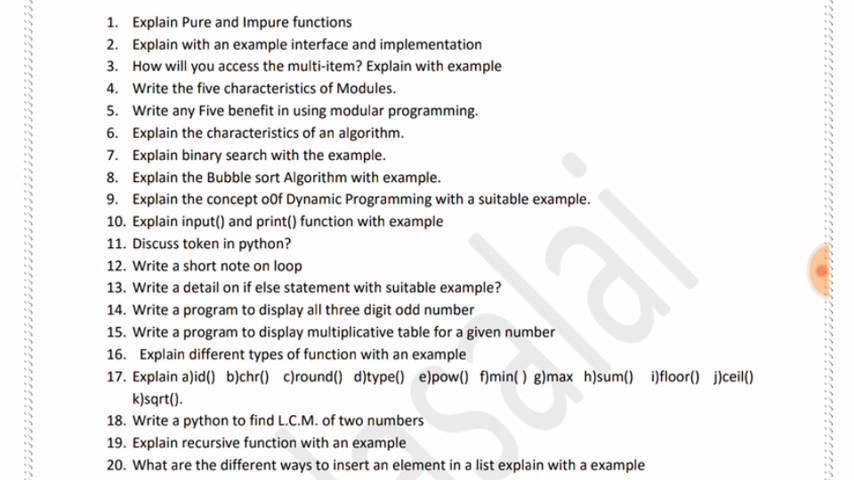 1. Explain Pure and Impure functions
2. Explain with an example interface and implementation
3. How will you access the multi-item? Explain with example
4. Write the five characteristics of Modules.
5. Write any Five benefit in using modular programming.
6. Explain the characteristics of an algorithm.
7. Explain binary search with the example.
8. Explain the Bubble sort Algorithm with example.
9. Explain the concept o0f Dynamic Programming with a suitable example.
10. Explain input() and print() function with example
11. Discuss token in python?
12. Write a short note on loop
13. Write a detail on if else statement with suitable example?
14. Write a program to display all three digit odd number
15. Write a program to display multiplicative table for a given number
16. Explain different types of function with an example
17. Explain a)id() b)chr() c)round() d)type() e)pow() f)min( ) g)max h)sum() i)floor() j)ceil()
k)sqrt().
18. Write a python to find L.C.M. of two numbers
19. Explain recursive function with an example
20. What are the different ways to insert an element in a list explain with a example